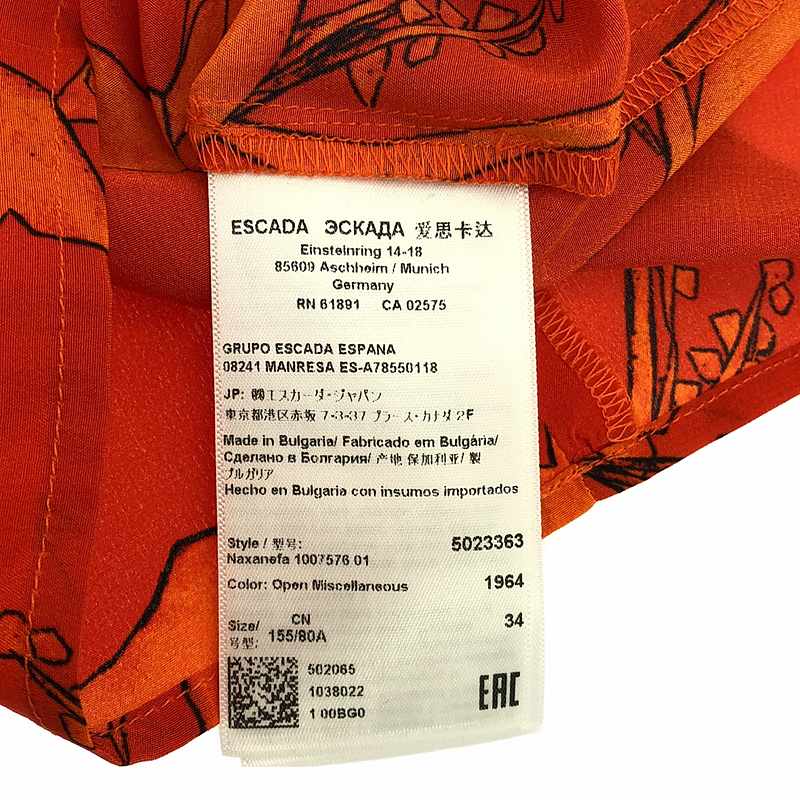 ESCADA ЭСКАДА 爱思卡达
Einsteinring 14-18
85609 Aschheim / Munich
Germany
RN 61891 CA 02575
GRUPO ESCADA ESPANA
08241 MANRESA ES-A78550118
JP: ㈱エスカーダ・ジャパン
東京都港区赤坂 7-3-37 プラース・カナダ 2F
Made in Bulgaria/ Fabricado em Bulgária/
Сделано в Болгария/ 产地 保加利亚/ 製
ブルガリア
Hecho en Bulgaria con insumos importados
Style / 型号: 5023363
Naxanefa 1007576 01
Color: Open Miscellaneous 1964
Size/ CN 34
号型: 155/80A
502065
1038022
1 00BG0
EAC